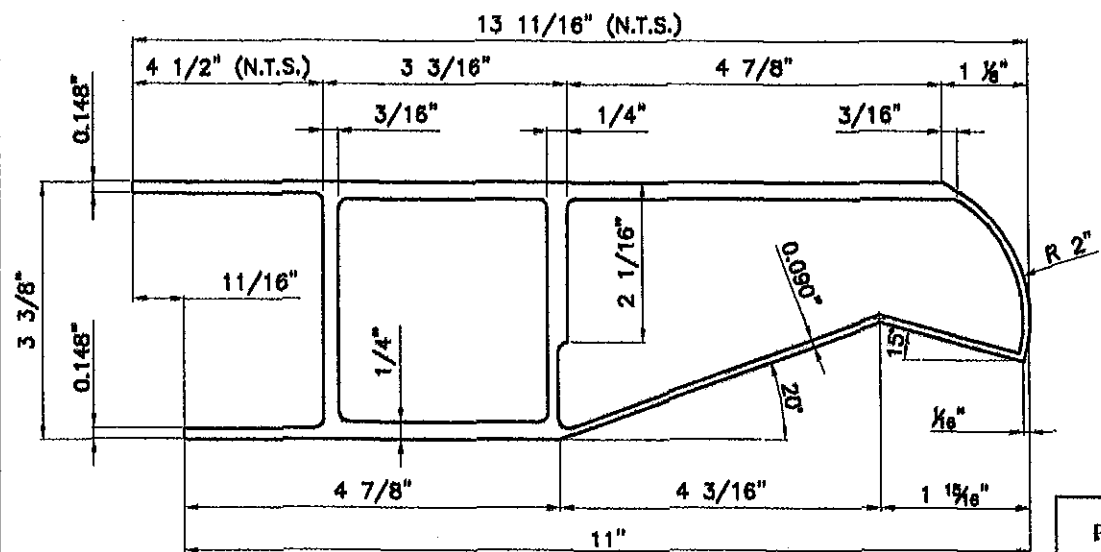 13 11/16" (N.T.S.)
4 1/2" (N.T.S.) 3 3/16" 4 7/8" 1 1/8"
0.148" 3/16" 1/4" 3/16"
R 2"
3 3/8" 11/16" 2 1/16" 0.090"
0.148" 1/4" 15° 20°
1/16"
4 7/8" 4 3/16" 1 15/16"
11"